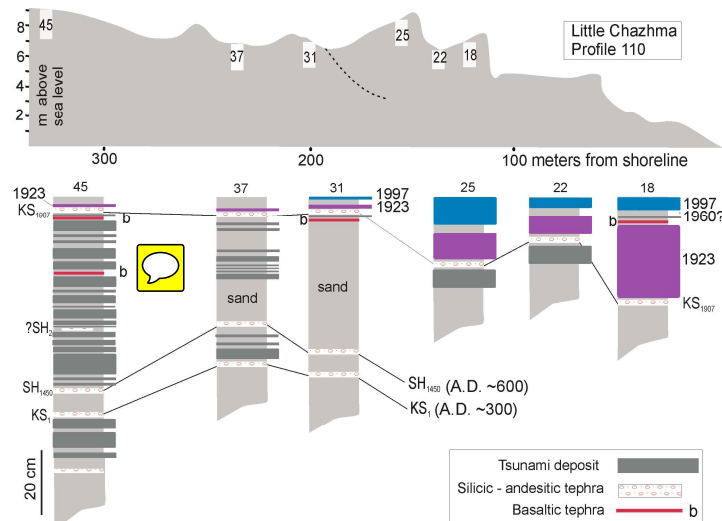 Little Chazhma
Profile 110
8
6
4
2
m above
sea level
45
37
31
25
22
18
300
200
100 meters from shoreline
45
37
31
25
22
18
1923
KS1907
b
b
?SH2
SH1450
KS1
20 cm
sand
1997
1923
b
sand
SH1450 (A.D. ~600)
KS1 (A.D. ~300)
1997
1960?
b
1923
KS1907
Tsunami deposit
Silicic - andesitic tephra
Basaltic tephra
b